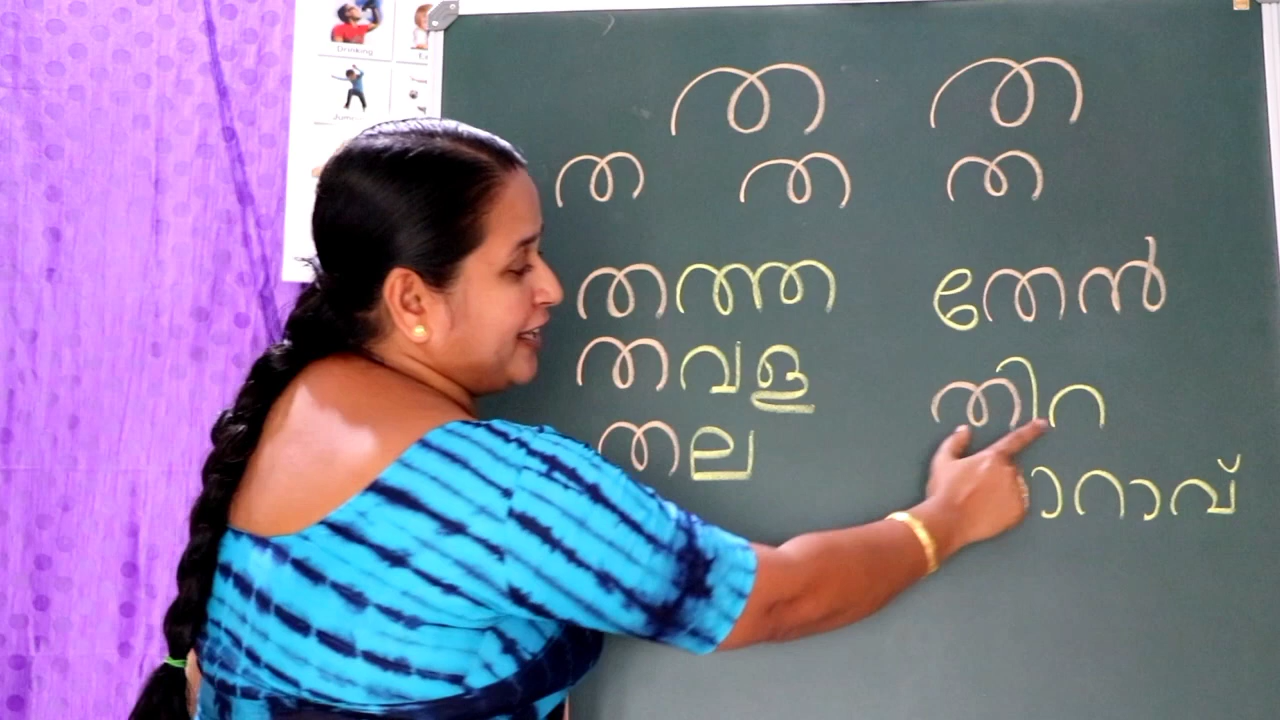 Drinking
ത ത
ത ത ത
തത്ത തേൻ
തവള തിറ
തല